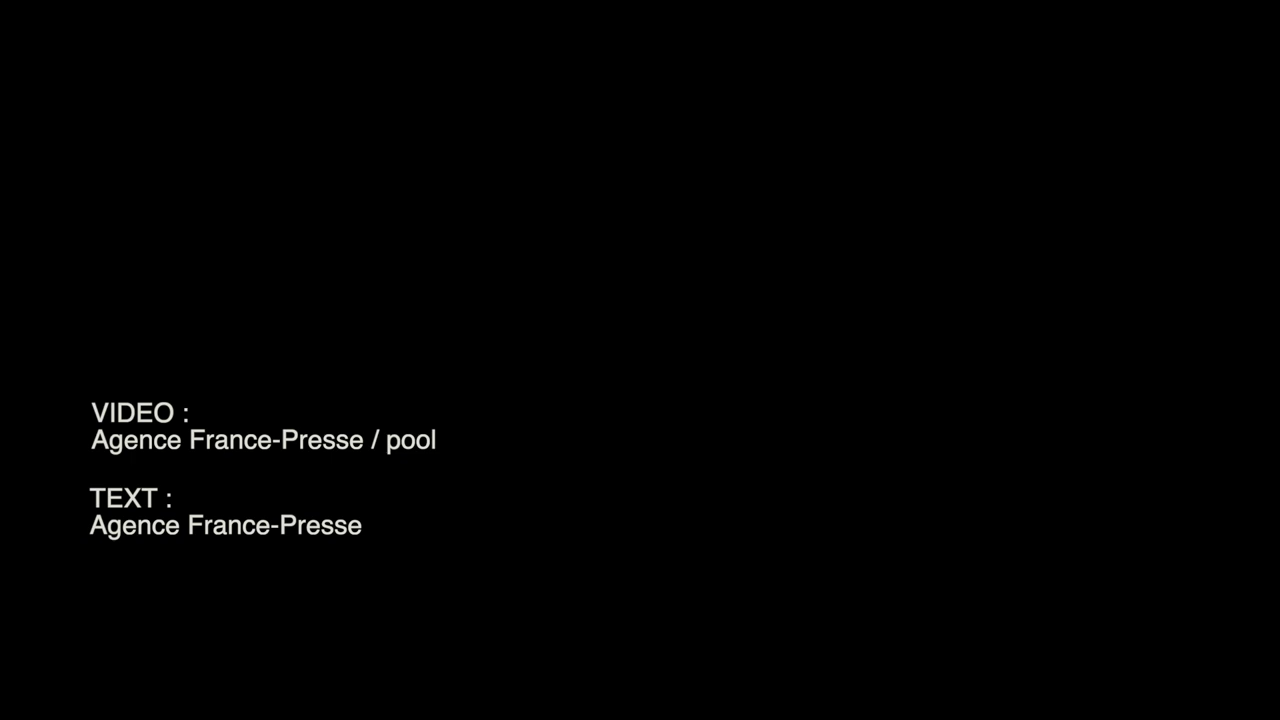 VIDEO :
Agence France-Presse / pool
TEXT :
Agence France-Presse